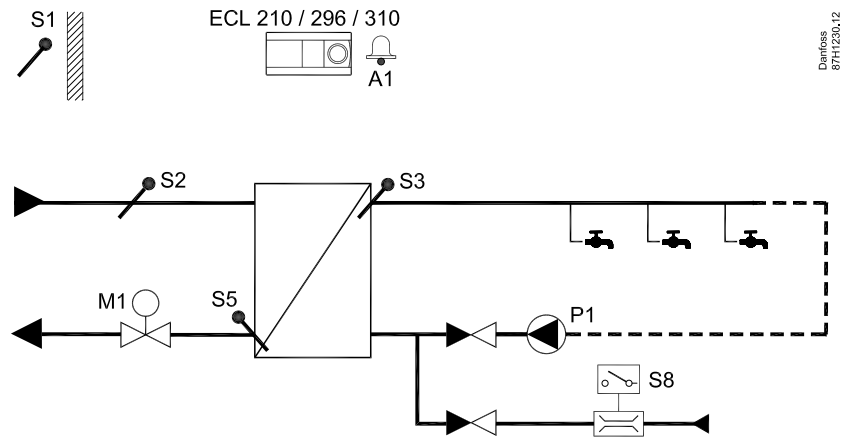 S1
ECL 210 / 296 / 310
A1
Danfoss
87H1230.12
S2
S3
M1
S5
P1
S8